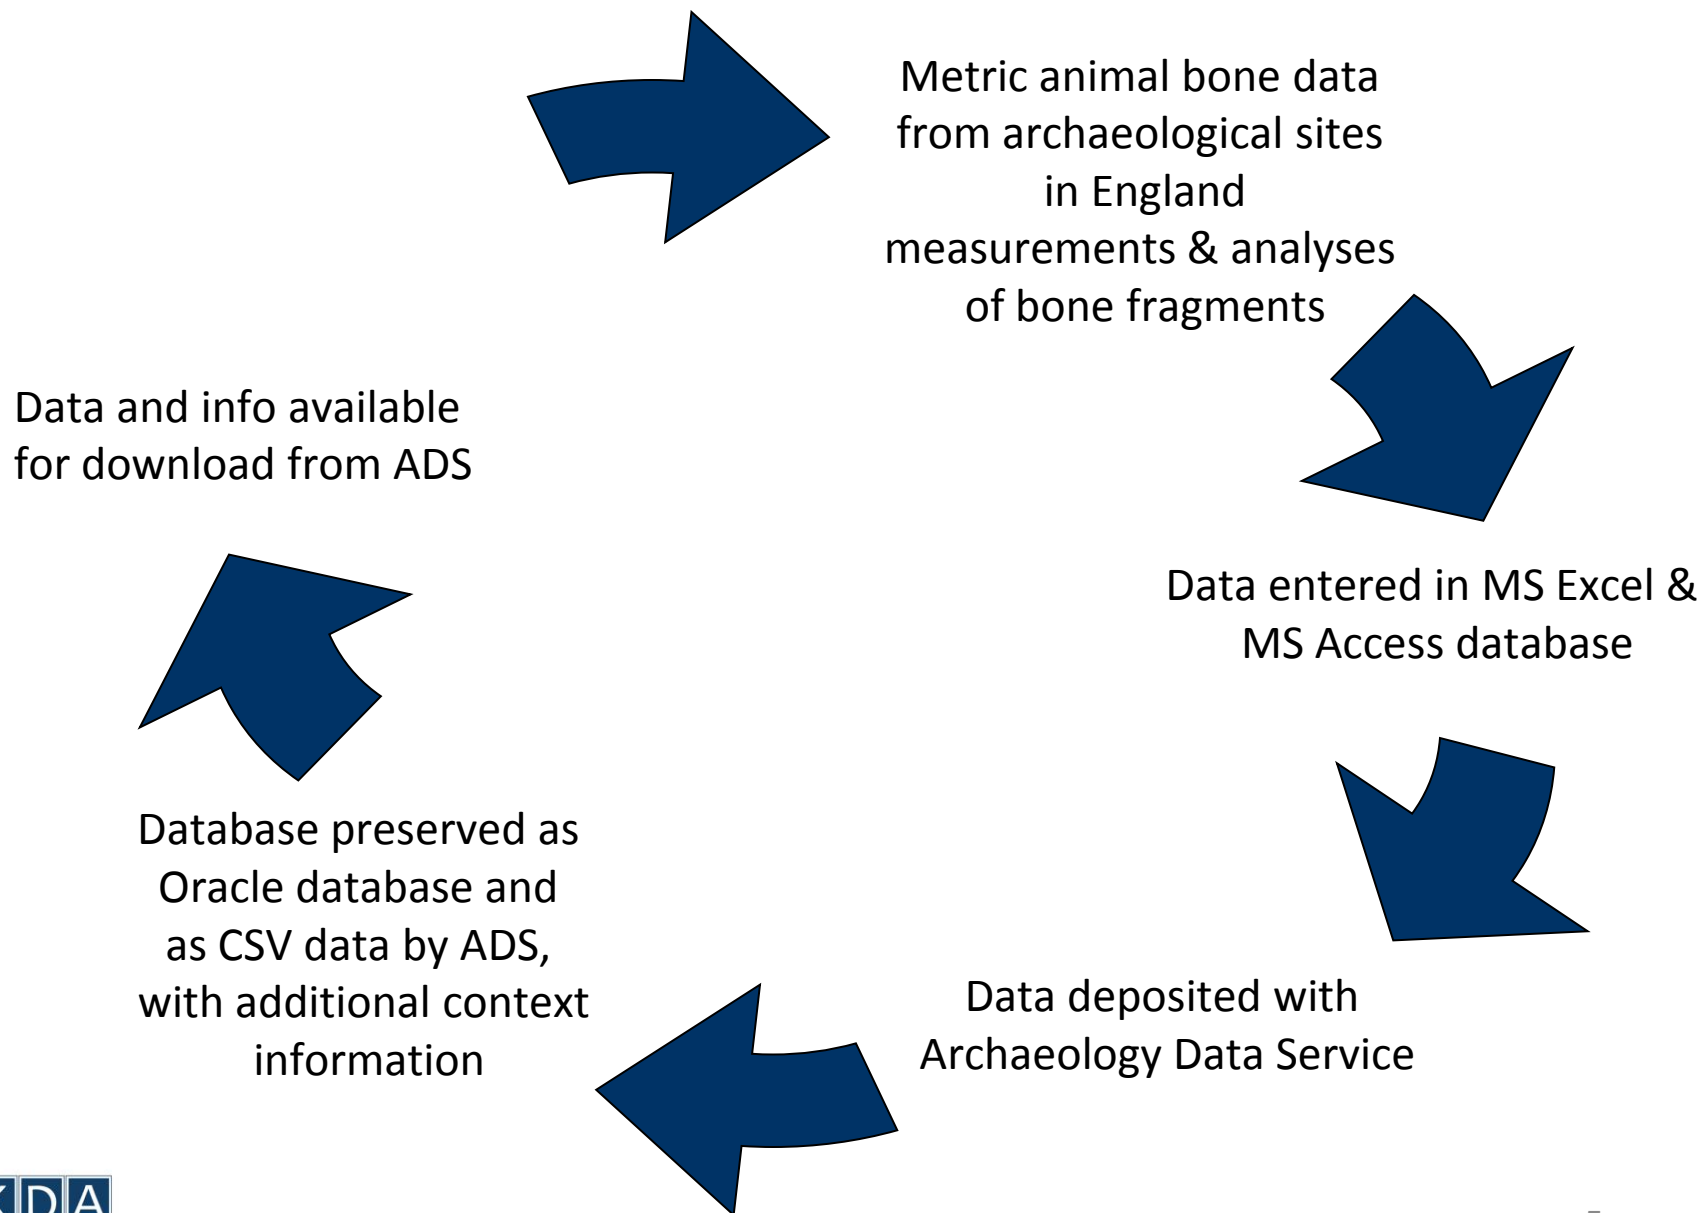 Metric animal bone data
from archaeological sites
in England
measurements & analyses
of bone fragments
Data entered in MS Excel &
MS Access database
Data deposited with
Archaeology Data Service
Database preserved as
Oracle database and
as CSV data by ADS,
with additional context
information
Data and info available
for download from ADS
DA